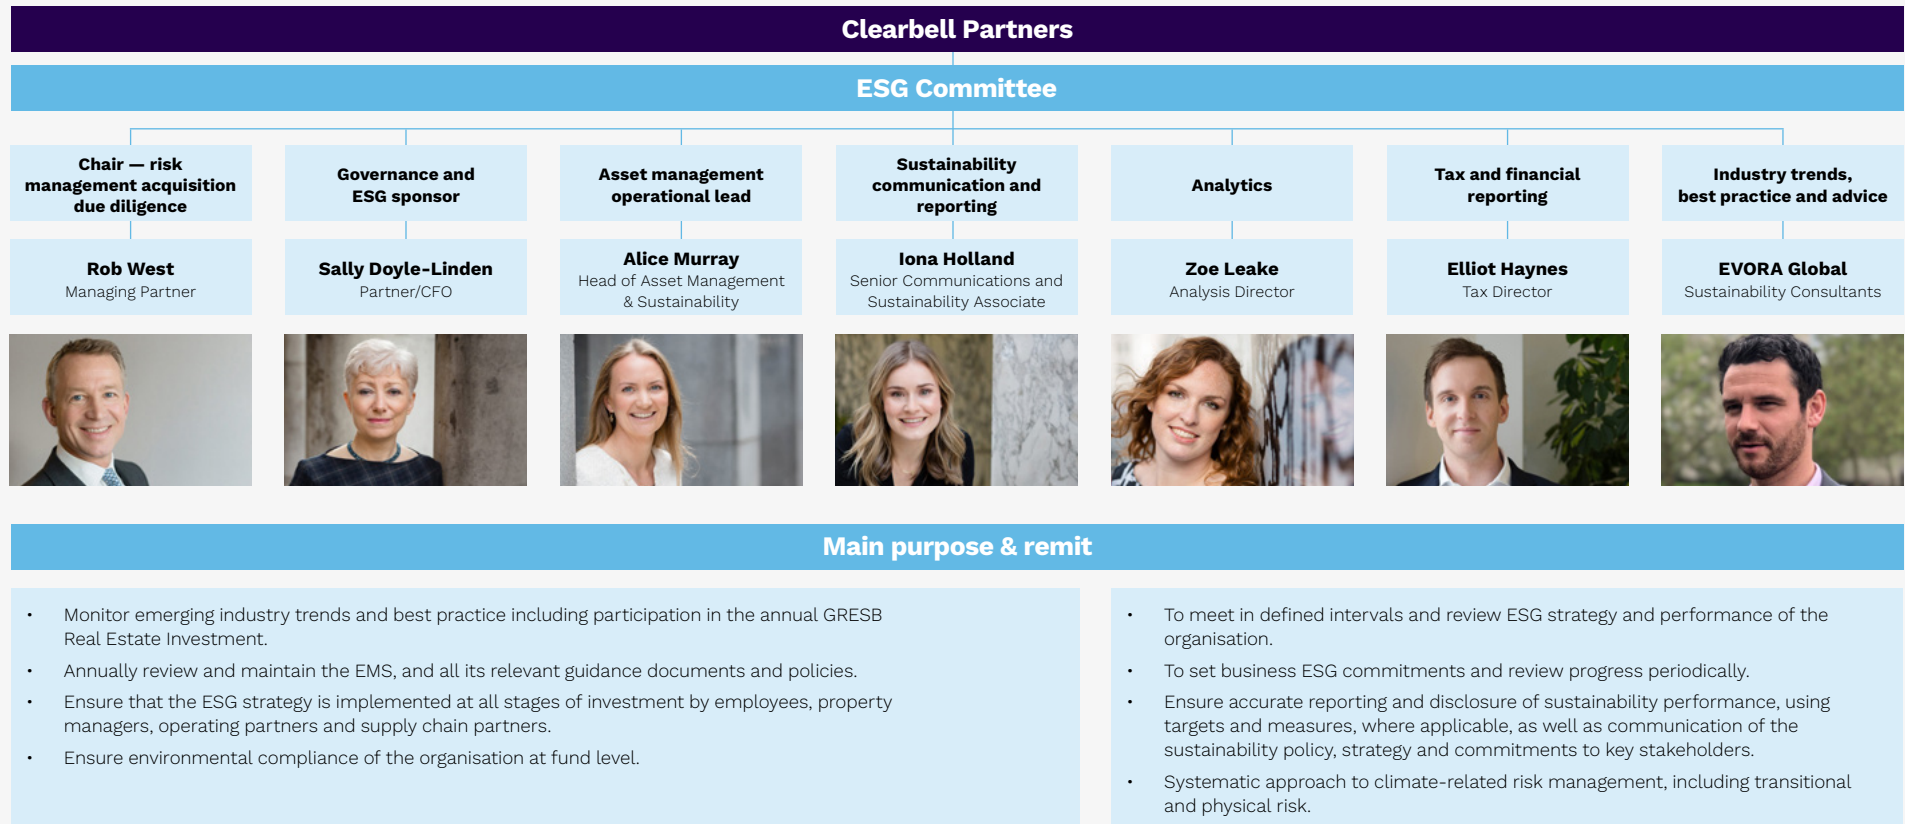 Clearbell Partners
ESG Committee
Chair — risk
management acquisition
due diligence
Governance and
ESG sponsor
Asset management
operational lead
Sustainability
communication and
reporting
Analytics
Tax and financial
reporting
Industry trends,
best practice and advice
Rob West
Managing Partner
Sally Doyle-Linden
Partner/CFO
Alice Murray
Head of Asset Management
& Sustainability
Iona Holland
Senior Communications and
Sustainability Associate
Zoe Leake
Analysis Director
Elliot Haynes
Tax Director
EVORA Global
Sustainability Consultants
Main purpose & remit
• Monitor emerging industry trends and best practice including participation in the annual GRESB
Real Estate Investment.
• Annually review and maintain the EMS, and all its relevant guidance documents and policies.
• Ensure that the ESG strategy is implemented at all stages of investment by employees, property
managers, operating partners and supply chain partners.
• Ensure environmental compliance of the organisation at fund level.
• To meet in defined intervals and review ESG strategy and performance of the
organisation.
• To set business ESG commitments and review progress periodically.
• Ensure accurate reporting and disclosure of sustainability performance, using
targets and measures, where applicable, as well as communication of the
sustainability policy, strategy and commitments to key stakeholders.
• Systematic approach to climate-related risk management, including transitional
and physical risk.